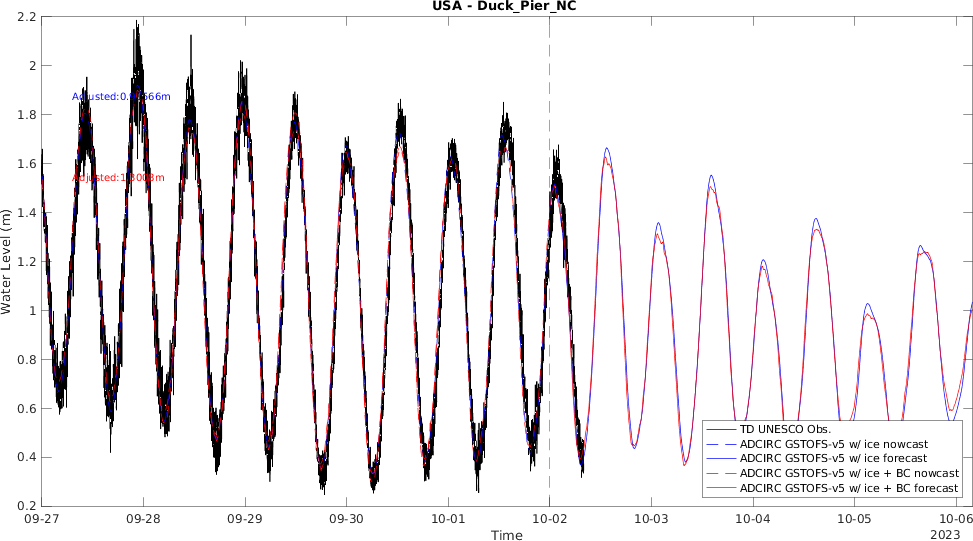 USA - Duck_Pier_NC
2.2
2
1.8
1.6
1.4
1.2
1
0.8
0.6
0.4
0.2
Water Level (m)
TD UNESCO Obs.
ADCIRC GSTOFS-v5 w/ ice nowcast
ADCIRC GSTOFS-v5 w/ ice forecast
ADCIRC GSTOFS-v5 w/ ice + BC nowcast
ADCIRC GSTOFS-v5 w/ ice + BC forecast
09-27
09-28
09-29
09-30
10-01
10-02
10-03
10-04
10-05
10-06
Time
2023